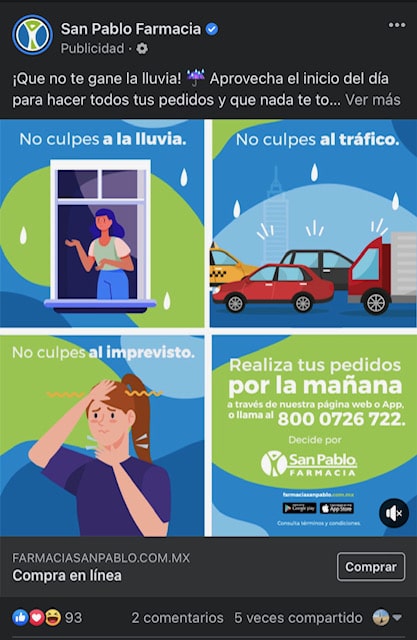 San Pablo Farmacia
Publicidad ·
¡Que no te gane la lluvia! ☔ Aprovecha el inicio del día
para hacer todos tus pedidos y que nada te to... Ver más
No culpes a la lluvia.
No culpes al tráfico.
No culpes al imprevisto.
Realiza tus pedidos
por la mañana
a través de nuestra página web o App,
o llama al 800 0726 722.
Decide por
San Pablo
FARMACIA
farmaciasanpablo.com.mx
Google play
App Store
Consulta términos y condiciones.
FARMACIASANPABLO.COM.MX
Compra en línea
Comprar
93
2 comentarios 5 veces compartido